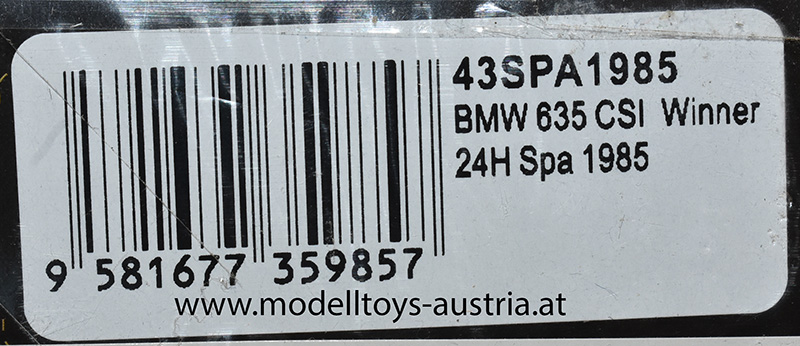 43SPA1985
BMW 635 CSI Winner
24H Spa 1985
9 581677 359857
www.modelltoys-austria.at